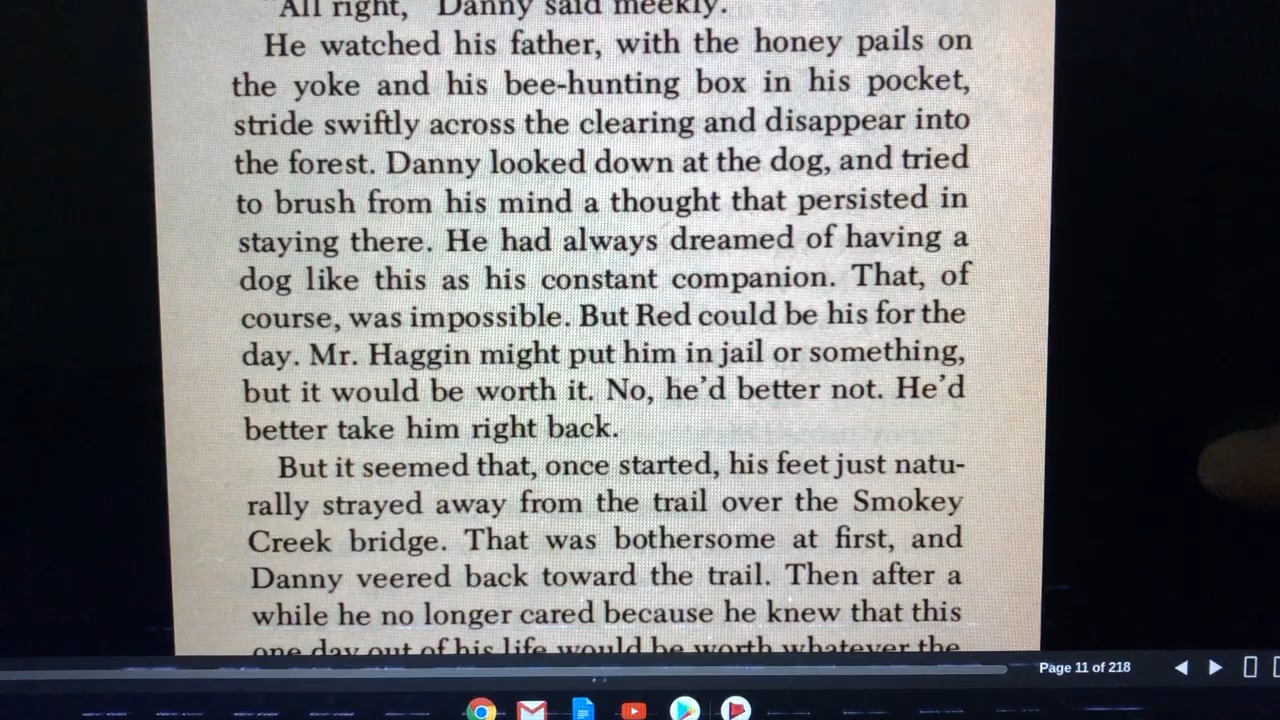 "All right," Danny said meekly.
He watched his father, with the honey pails on
the yoke and his bee-hunting box in his pocket,
stride swiftly across the clearing and disappear into
the forest. Danny looked down at the dog, and tried
to brush from his mind a thought that persisted in
staying there. He had always dreamed of having a
dog like this as his constant companion. That, of
course, was impossible. But Red could be his for the
day. Mr. Haggin might put him in jail or something,
but it would be worth it. No, he'd better not. He'd
better take him right back.
But it seemed that, once started, his feet just natu-
rally strayed away from the trail over the Smokey
Creek bridge. That was bothersome at first, and
Danny veered back toward the trail. Then after a
while he no longer cared because he knew that this
one day out of his life would be worth whatever the
Page 11 of 218